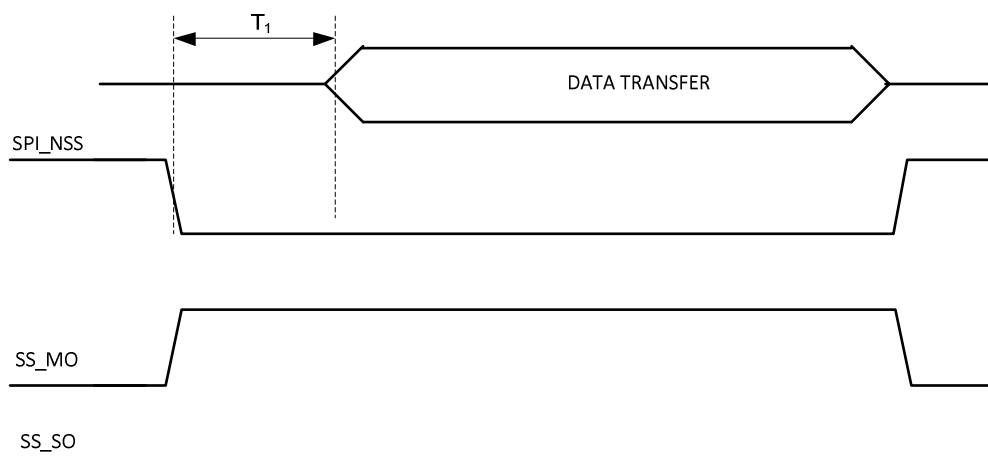 T₁
DATA TRANSFER
SPI_NSS
SS_MO
SS_SO